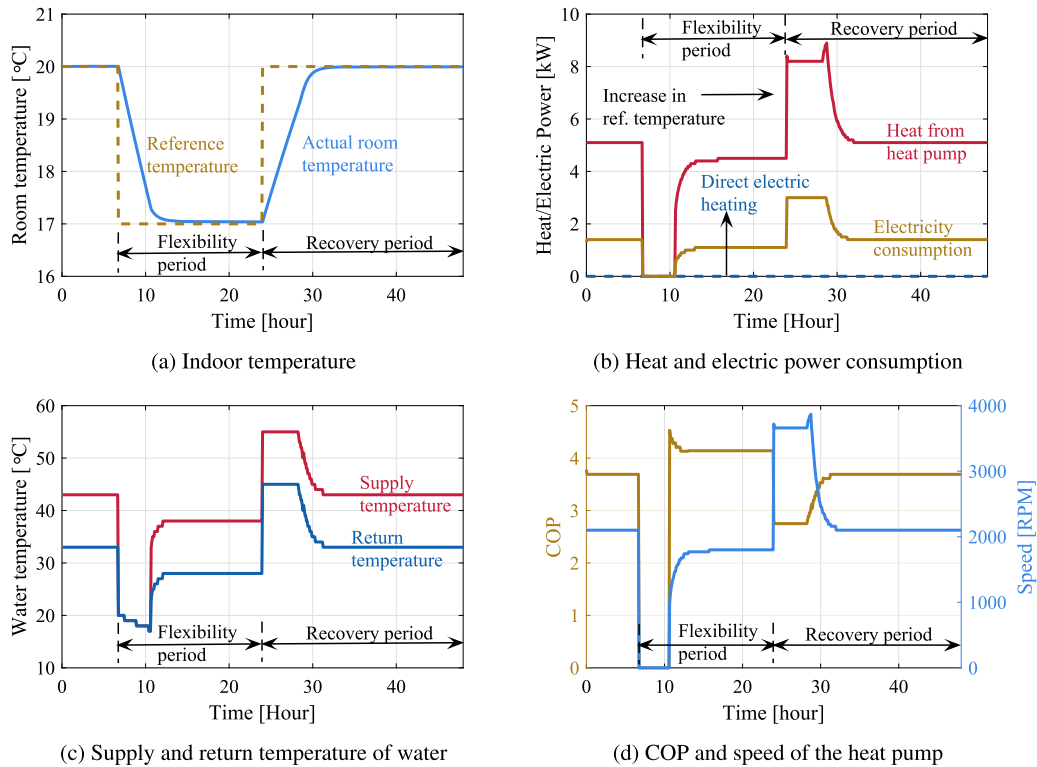 21
20
19
18
17
16
Room temperature [ °C]
Reference
temperature
Actual room
temperature
Flexibility
period
Recovery period
0
10
20
30
40
Time [hour]
(a) Indoor temperature
10
8
6
4
2
0
Heat/Electric Power [kW]
Flexibility
period
Recovery period
Increase in
ref. temperature
Heat from
heat pump
Direct electric
heating
Electricity
consumption
0
10
20
30
40
Time [Hour]
(b) Heat and electric power consumption
60
50
40
30
20
10
Water temperature [ °C]
Supply
temperature
Return
temperature
Flexibility
period
Recovery period
0
10
20
30
40
Time [Hour]
(c) Supply and return temperature of water
5
4
3
2
1
0
COP
4000
3000
2000
1000
0
Speed [RPM]
Flexibility
period
Recovery period
0
10
20
30
40
Time [hour]
(d) COP and speed of the heat pump